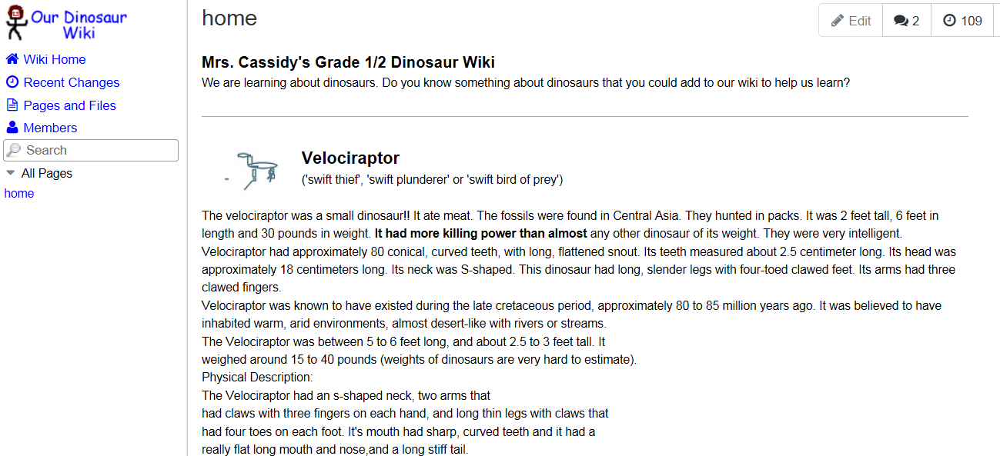 Our Dinosaur
Wiki
Wiki Home
Recent Changes
Pages and Files
Members
Search
All Pages
home
home
Edit
2
109
Mrs. Cassidy's Grade 1/2 Dinosaur Wiki
We are learning about dinosaurs. Do you know something about dinosaurs that you could add to our wiki to help us learn?
Velociraptor
('swift thief', 'swift plunderer' or 'swift bird of prey')
The velociraptor was a small dinosaur!! It ate meat. The fossils were found in Central Asia. They hunted in packs. It was 2 feet tall, 6 feet in
length and 30 pounds in weight. It had more killing power than almost any other dinosaur of its weight. They were very intelligent.
Velociraptor had approximately 80 conical, curved teeth, with long, flattened snout. Its teeth measured about 2.5 centimeter long. Its head was
approximately 18 centimeters long. Its neck was S-shaped. This dinosaur had long, slender legs with four-toed clawed feet. Its arms had three
clawed fingers.
Velociraptor was known to have existed during the late cretaceous period, approximately 80 to 85 million years ago. It was believed to have
inhabited warm, arid environments, almost desert-like with rivers or streams.
The Velociraptor was between 5 to 6 feet long, and about 2.5 to 3 feet tall. It
weighed around 15 to 40 pounds (weights of dinosaurs are very hard to estimate).
Physical Description:
The Velociraptor had an s-shaped neck, two arms that
had claws with three fingers on each hand, and long thin legs with claws that
had four toes on each foot. It's mouth had sharp, curved teeth and it had a
really flat long mouth and nose,and a long stiff tail.